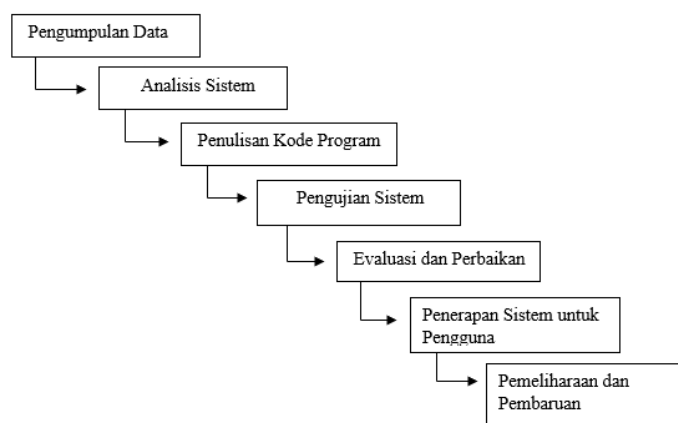 Pengumpulan Data
Analisis Sistem
Penulisan Kode Program
Pengujian Sistem
Evaluasi dan Perbaikan
Penerapan Sistem untuk
Pengguna
Pemeliharaan dan
Pembaruan